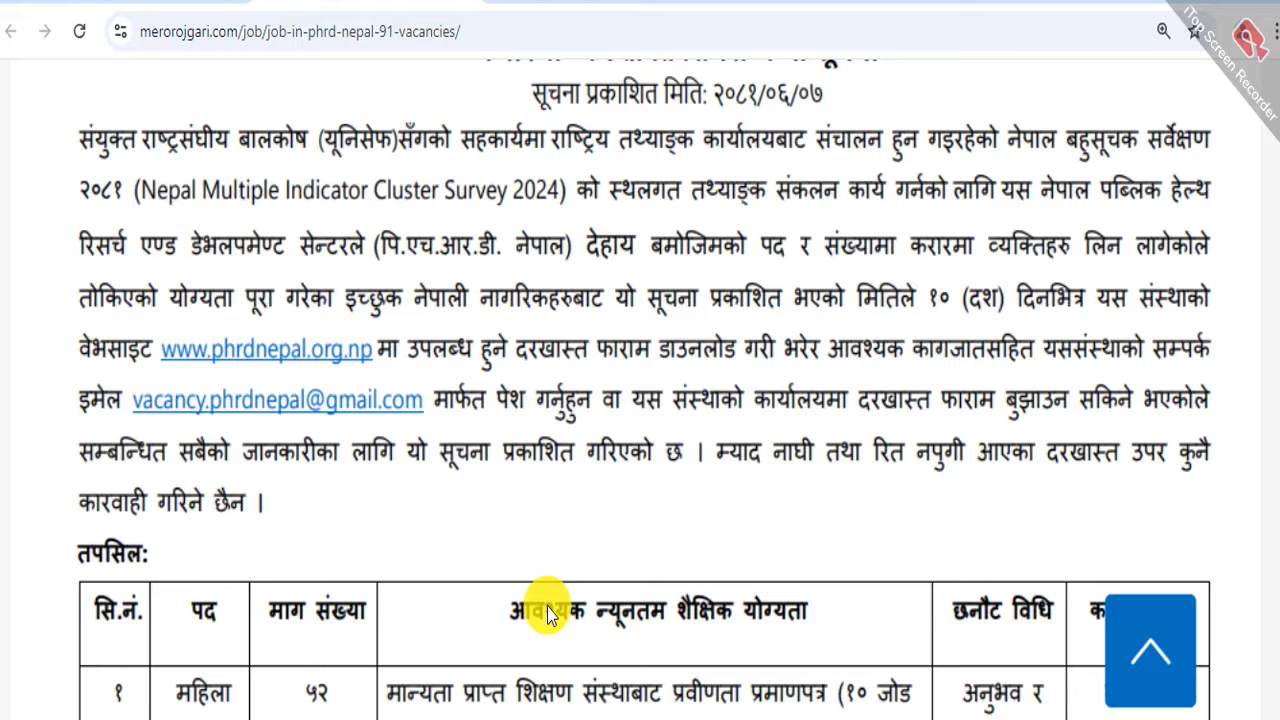 merorojgari.com/job/job-in-phrd-nepal-91-vacancies/
iTop Screen Recorder
सूचना प्रकाशित मिति: २०८१/०६/०७
संयुक्त राष्ट्रसंघीय बालकोष (यूनिसेफ)सँगको सहकार्यमा राष्ट्रिय तथ्याङ्क कार्यालयबाट संचालन हुन गइरहेको नेपाल बहुसूचक सर्वेक्षण
२०८१ (Nepal Multiple Indicator Cluster Survey 2024) को स्थलगत तथ्याङ्क संकलन कार्य गर्नको लागि यस नेपाल पब्लिक हेल्थ
रिसर्च एण्ड डेभलपमेण्ट सेन्टरले (पि.एच.आर.डी. नेपाल) देहाय बमोजिमको पद र संख्यामा करारमा व्यक्तिहरु लिन लागेकोले
तोकिएको योग्यता पूरा गरेका इच्छुक नेपाली नागरिकहरुबाट यो सूचना प्रकाशित भएको मितिले १० (दश) दिनभित्र यस संस्थाको
वेभसाइट www.phrdnepal.org.np मा उपलब्ध हुने दरखास्त फाराम डाउनलोड गरी भरेर आवश्यक कागजातसहित यससंस्थाको सम्पर्क
इमेल vacancy.phrdnepal@gmail.com मार्फत पेश गर्नुहुन वा यस संस्थाको कार्यालयमा दरखास्त फाराम बुझाउन सकिने भएकोले
सम्बन्धित सबैको जानकारीका लागि यो सूचना प्रकाशित गरिएको छ । म्याद नाघी तथा रित नपुगी आएका दरखास्त उपर कुनै
कारवाही गरिने छैन ।
तपसिल:
सि.नं. पद माग संख्या आवश्यक न्यूनतम शैक्षिक योग्यता छनौट विधि
१ महिला ५२ मान्यता प्राप्त शिक्षण संस्थाबाट प्रवीणता प्रमाणपत्र (१० जोड अनुभव र